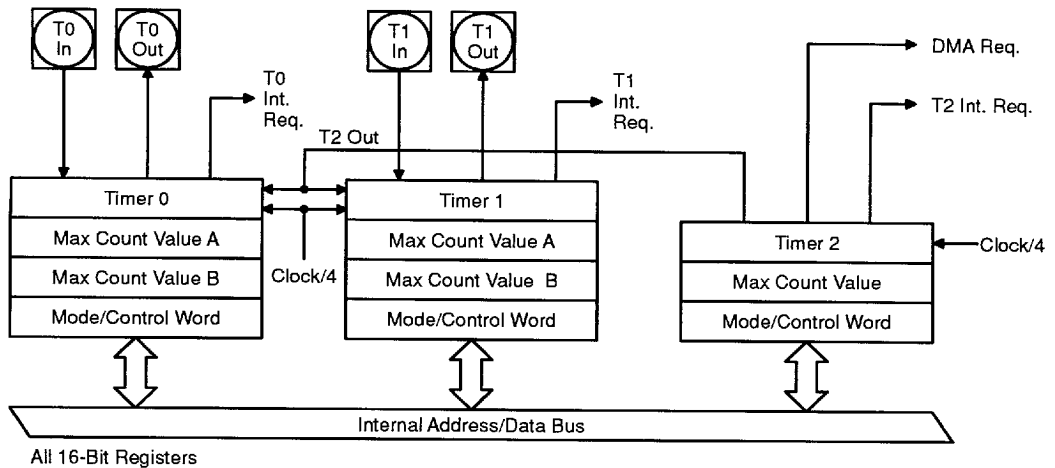 T0
In
T0
Out
T1
In
T1
Out
DMA Req.
T0
Int.
Req.
T1
Int.
Req.
T2 Int. Req.
T2 Out
Timer 0
Max Count Value A
Max Count Value B
Mode/Control Word
Clock/4
Timer 1
Max Count Value A
Max Count Value B
Mode/Control Word
Timer 2
Max Count Value
Mode/Control Word
Clock/4
Internal Address/Data Bus
All 16-Bit Registers